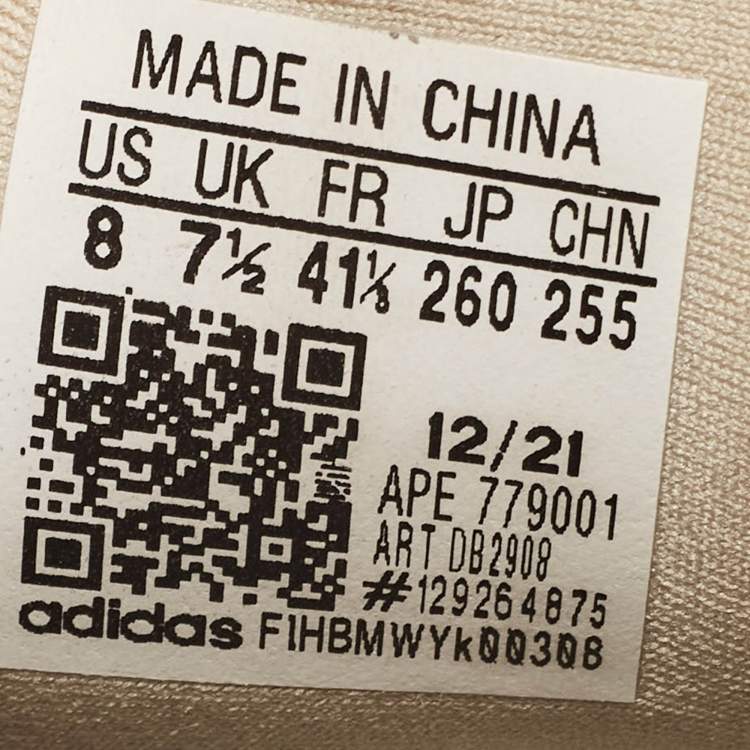 MADE IN CHINA
US UK FR JP CHN
8 7½ 41⅓ 260 255
12/21
APE 779001
ART DB2908
#129264875
adidas F1HBMWYk00308